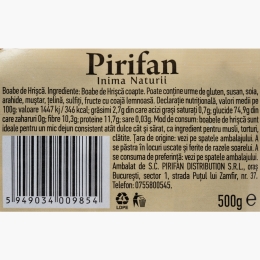 Pirifan
Inima Naturii
Boabe de Hrișcă. Ingrediente: Boabe de Hrișcă coapte. Poate conține urme de gluten, susan, soia,
arahide, muștar, telină, sulfiți, fructe cu coaja lemnoasă. Declarație nutrițională, valori medii pe
100g: valoare 1447 kj / 346 kcal; grăsimi 2,7g din care acizi grași saturați 0,7g; glucide 74,9g din
care zaharuri 0g; fibre 10,3g; proteine 11,7g; sare 0,03g. Mod de consum: boabele de hrișcă sunt
ideale pentru un mic dejun consistent atât dulce cât și sărat, ca ingredient pentru musli, torturi,
clătite. Țara de origine: vezi pe spatele ambalajului. A se
păstra în locuri uscate și ferite de razele soarelui.
A se consuma de preferință: vezi pe spatele ambalajului.
Ambalat de S.C. PIRIFAN DISTRIBUTION S.R.L., oraș
București, sector 1, strada Puțul lui Zamfir, nr. 37.
Telefon: 0755800545.
5 949034 009854
LDPE
500g e